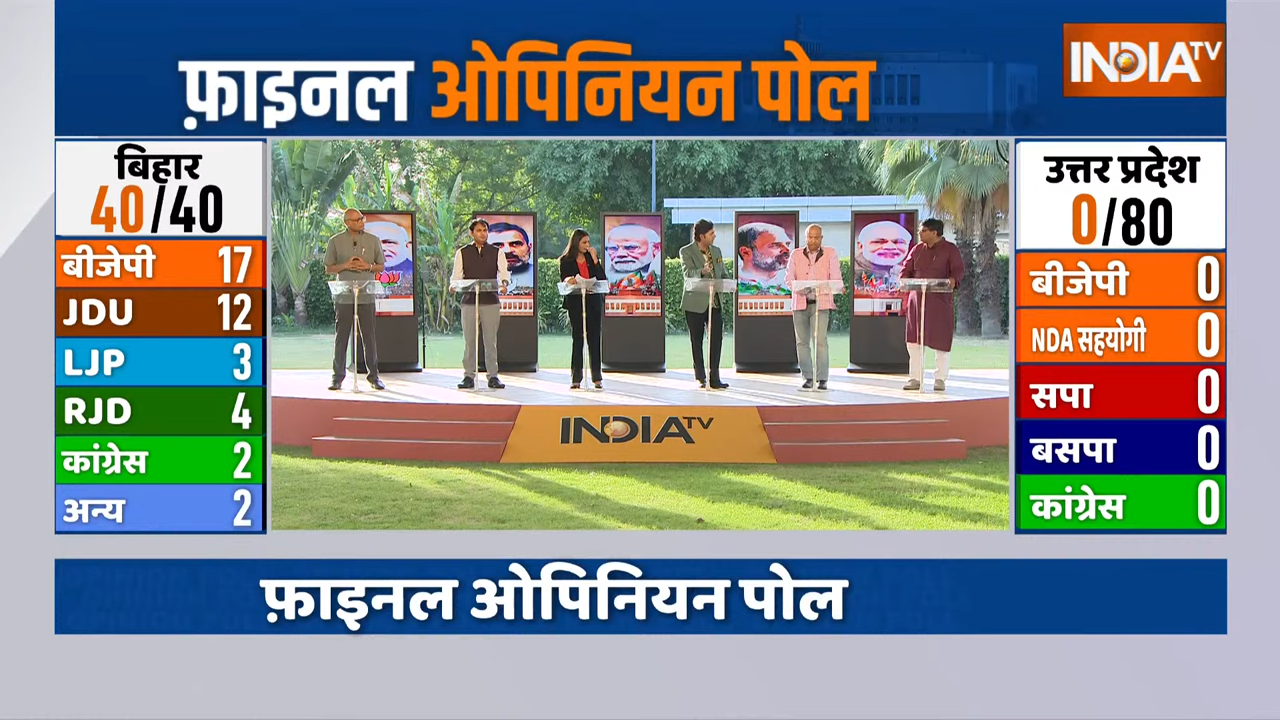 फ़ाइनल ओपिनियन पोल
INDIA TV
बिहार
40/40
बीजेपी 17
JDU 12
LJP 3
RJD 4
कांग्रेस 2
अन्य 2
INDIA TV
उत्तर प्रदेश
0/80
बीजेपी 0
NDA सहयोगी 0
सपा 0
बसपा 0
कांग्रेस 0
फ़ाइनल ओपिनियन पोल